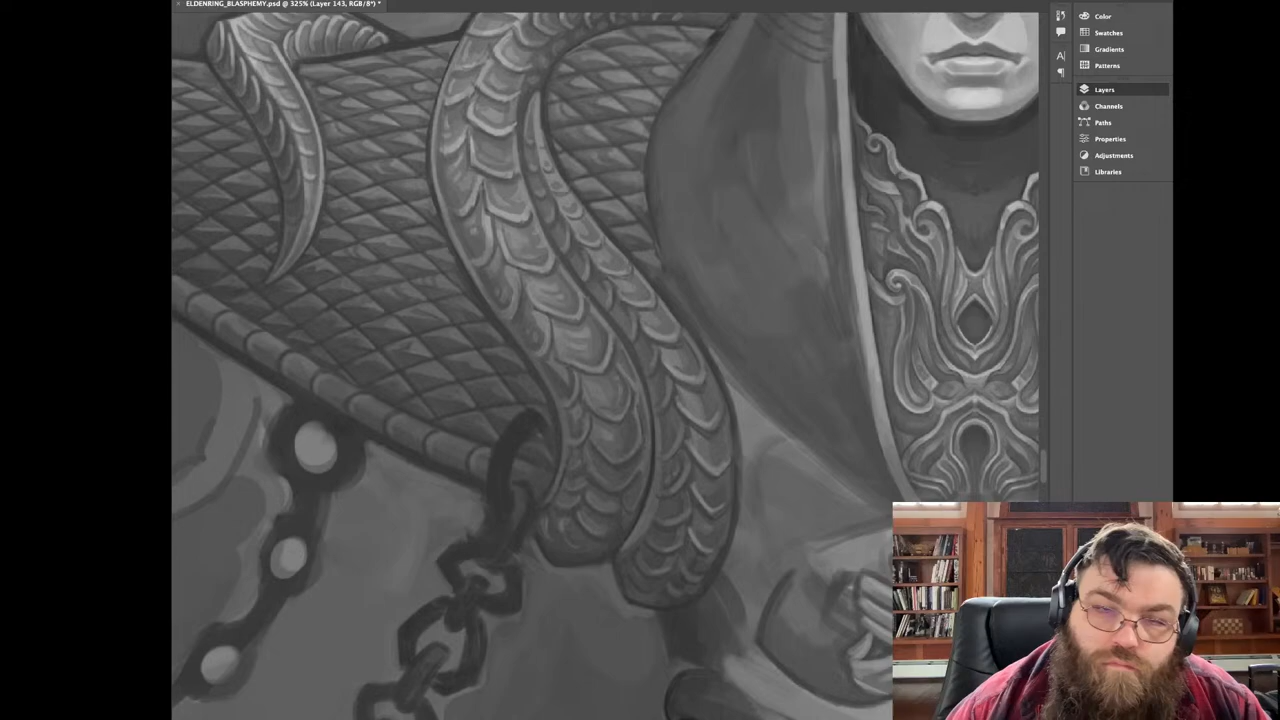 × ELDENRING_BLASPHEMY.psd @ 325% (Layer 143, RGB/8*) *
Color
Swatches
Gradients
A|
Patterns
¶
Layers
Channels
Paths
Properties
Adjustments
Libraries